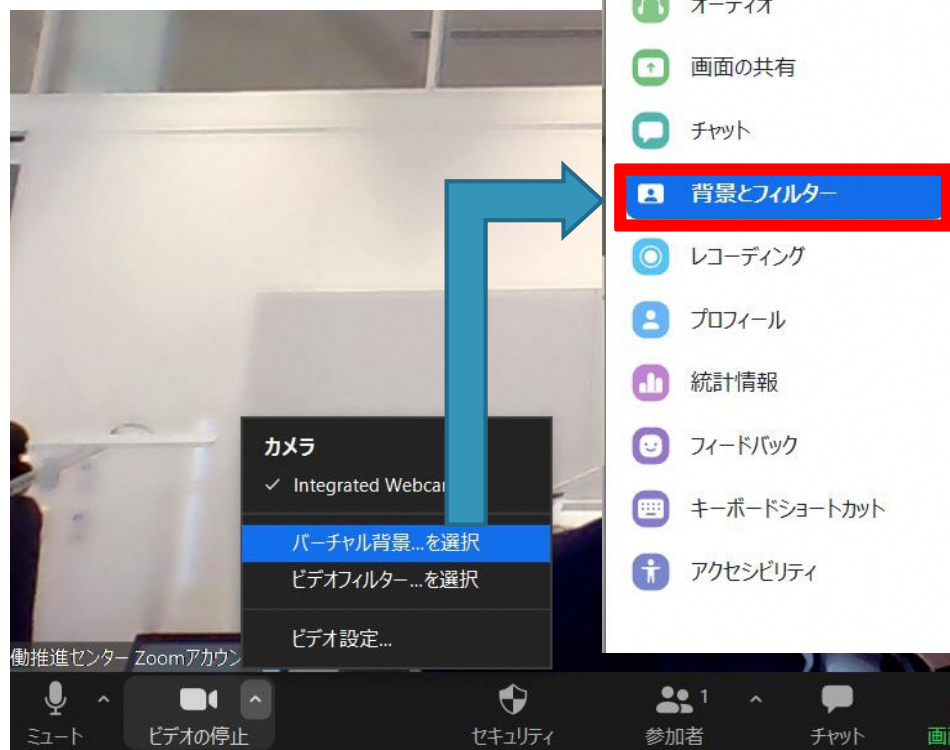 オーディオ
画面の共有
チャット
背景とフィルター
レコーディング
プロフィール
統計情報
フィードバック
キーボードショートカット
アクセシビリティ
カメラ
✓ Integrated
バーチャル背景...を選択
ビデオフィルター...を選択
ビデオ設定...
働推進センター Zoomアカウン
ミュート
ビデオの停止
セキュリティ
参加者
1
チャット
画